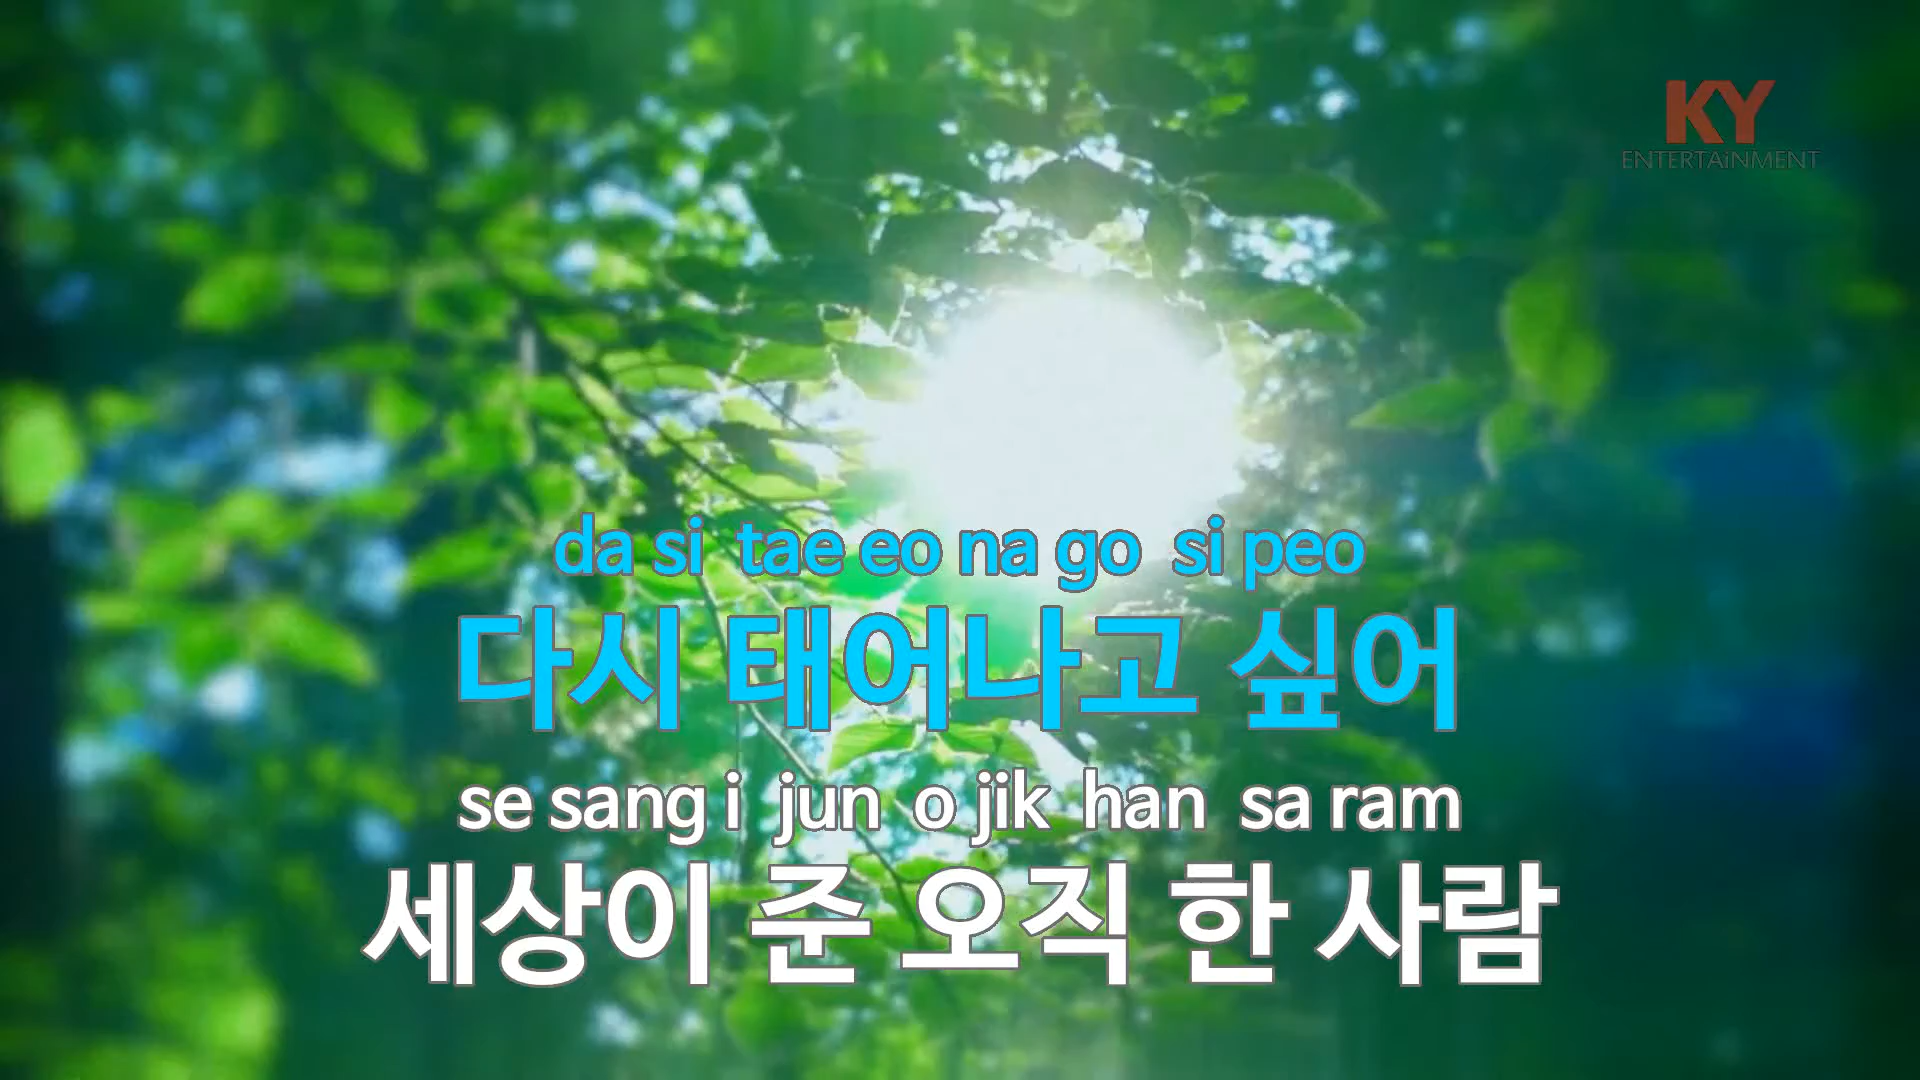 KY
ENTERTAiNMENT
da si tae eo na go si peo
다시 태어나고 싶어
se sang i jun o jik han sa ram
세상이 준 오직 한 사람